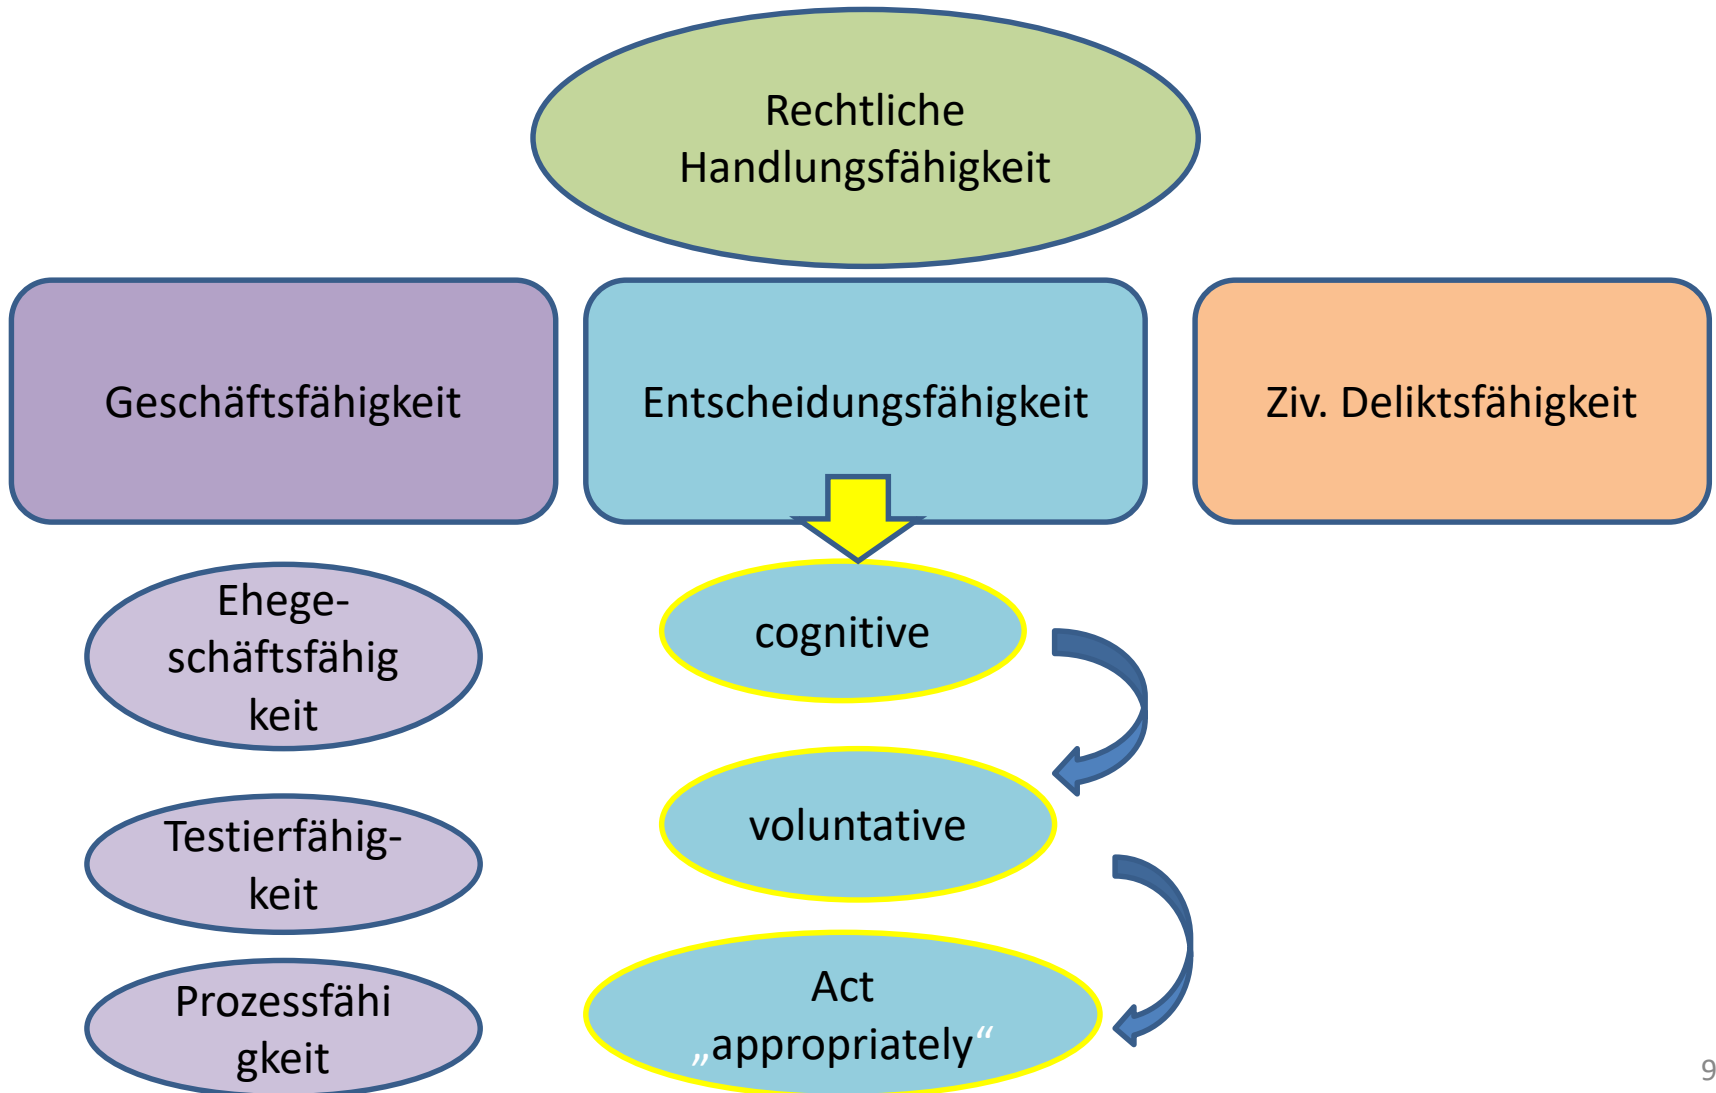 Rechtliche
Handlungsfähigkeit
Geschäftsfähigkeit
Entscheidungsfähigkeit
Ziv. Deliktsfähigkeit
Ehege-
schäftsfähig
keit
Testierfähig-
keit
Prozessfähi
gkeit
cognitive
voluntative
Act
„appropriately“
9